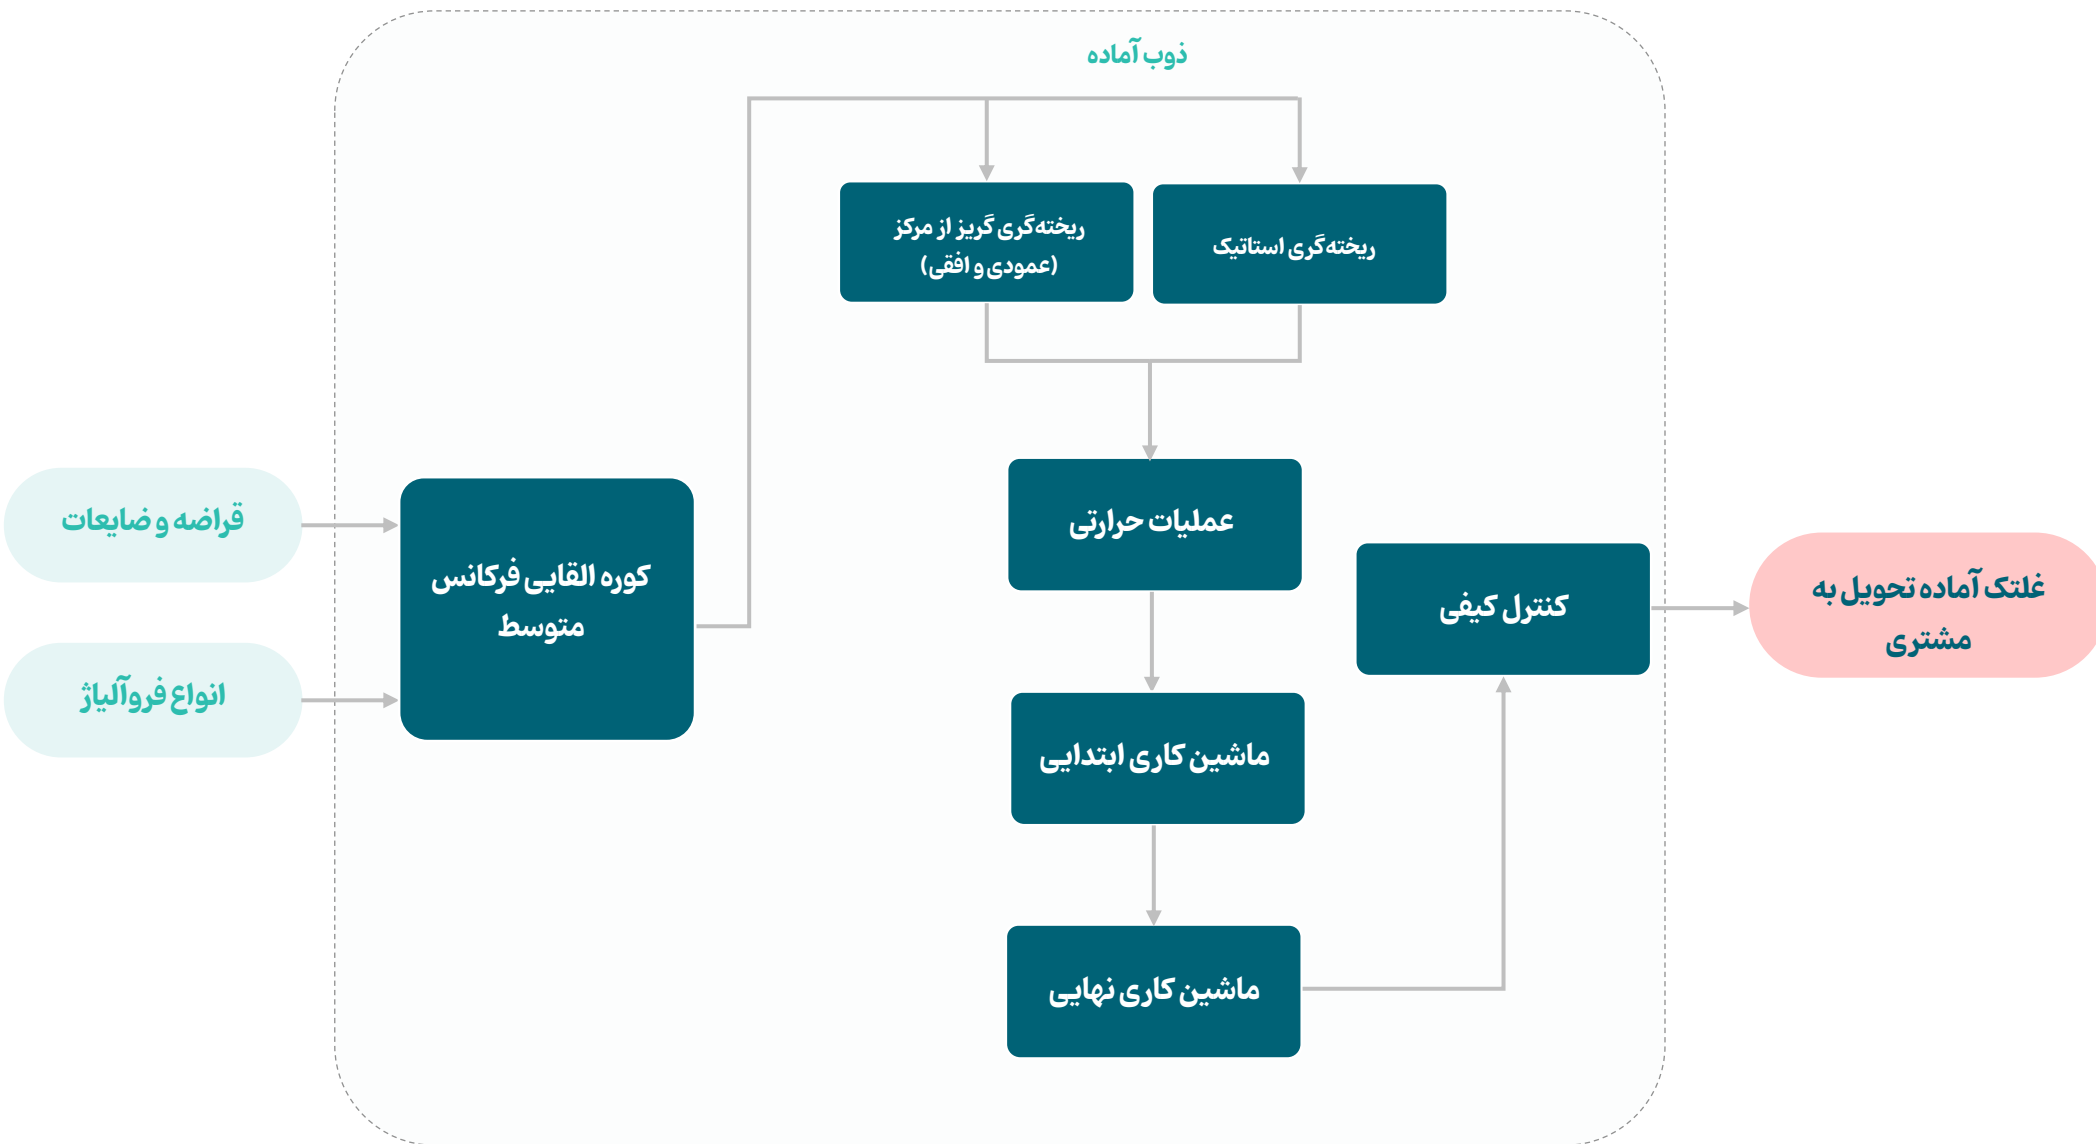 ذوب آماده
ریخته‌گری گریز از مرکز
(عمودی و افقی)
ریخته‌گری استاتیک
قراضه و ضایعات
انواع فروآلیاژ
کوره القایی فرکانس
متوسط
عملیات حرارتی
ماشین کاری ابتدایی
ماشین کاری نهایی
کنترل کیفی
غلتک آماده تحویل به
مشتری